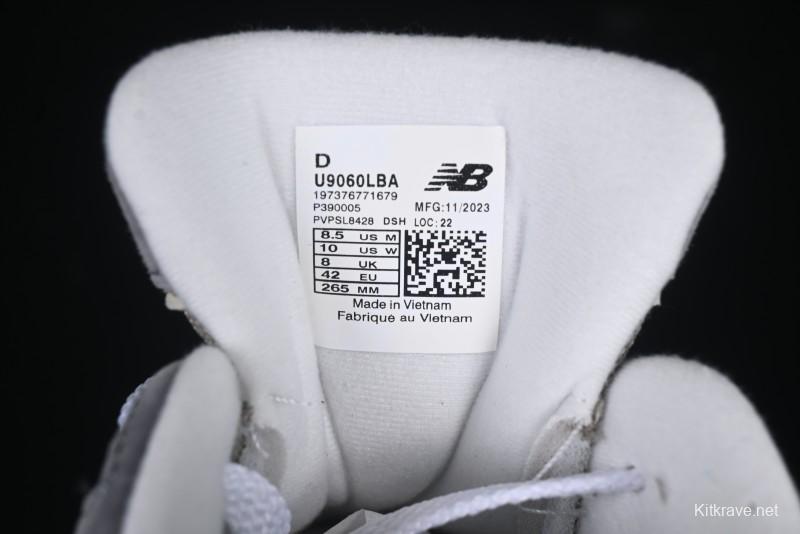 D
U9060LBA
NB
197376771679
P390005 MFG:11/2023
PVPSL8428 DSH LOC:22
8.5 US M
10 US W
8 UK
42 EU
265 MM
Made in Vietnam
Fabriqué au Vietnam
Kitkrave.net